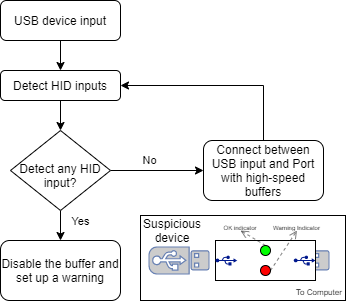 USB device input
Detect HID inputs
Detect any HID
input?
No
Connect between
USB input and Port
with high-speed
buffers
Yes
Disable the buffer and
set up a warning
Suspicious
device
OK indicator
Warning Indicator
To Computer